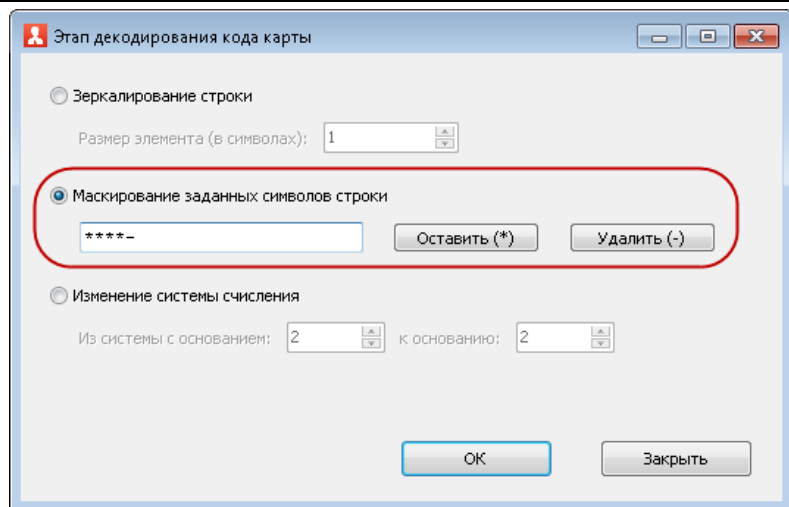 Этап декодирования кода карты
Зеркалирование строки
Размер элемента (в символах): 1
Маскирование заданных символов строки
****- Оставить (*) Удалить (-)
Изменение системы счисления
Из системы с основанием: 2 к основанию: 2
ОК Закрыть